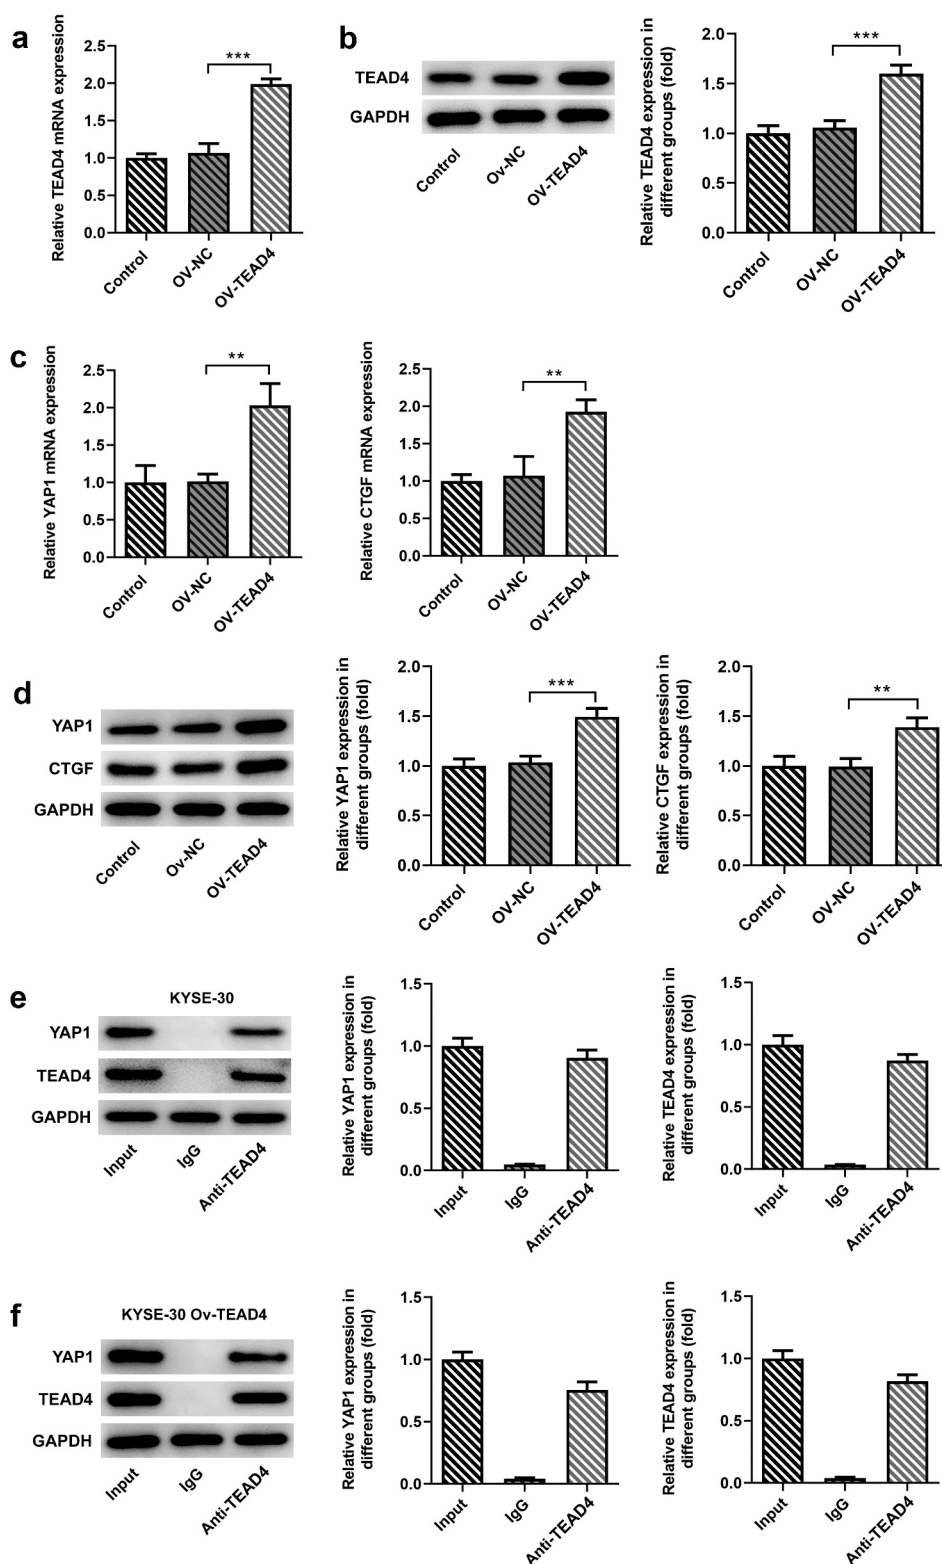 a
Relative TEAD4 mRNA expression
2.5
2.0
1.5
1.0
0.5
0.0
***
Control
OV-NC
OV-TEAD4
b
TEAD4
GAPDH
Control
Ov-NC
OV-TEAD4
Relative TEAD4 expression in
different groups (fold)
2.0
1.5
1.0
0.5
0.0
***
Control
OV-NC
OV-TEAD4
c
Relative YAP1 mRNA expression
2.5
2.0
1.5
1.0
0.5
0.0
**
Control
OV-NC
OV-TEAD4
Relative CTGF mRNA expression
2.5
2.0
1.5
1.0
0.5
0.0
**
Control
OV-NC
OV-TEAD4
d
YAP1
CTGF
GAPDH
Control
Ov-NC
OV-TEAD4
Relative YAP1 expression in
different groups (fold)
2.0
1.5
1.0
0.5
0.0
***
Control
OV-NC
OV-TEAD4
Relative CTGF expression in
different groups (fold)
2.0
1.5
1.0
0.5
0.0
**
Control
OV-NC
OV-TEAD4
e
KYSE-30
YAP1
TEAD4
GAPDH
Input
IgG
Anti-TEAD4
Relative YAP1 expression in
different groups (fold)
1.5
1.0
0.5
0.0
Input
IgG
Anti-TEAD4
Relative TEAD4 expression in
different groups (fold)
1.5
1.0
0.5
0.0
Input
IgG
Anti-TEAD4
f
KYSE-30 Ov-TEAD4
YAP1
TEAD4
GAPDH
Input
IgG
Anti-TEAD4
Relative YAP1 expression in
different groups (fold)
1.5
1.0
0.5
0.0
Input
IgG
Anti-TEAD4
Relative TEAD4 expression in
different groups (fold)
1.5
1.0
0.5
0.0
Input
IgG
Anti-TEAD4